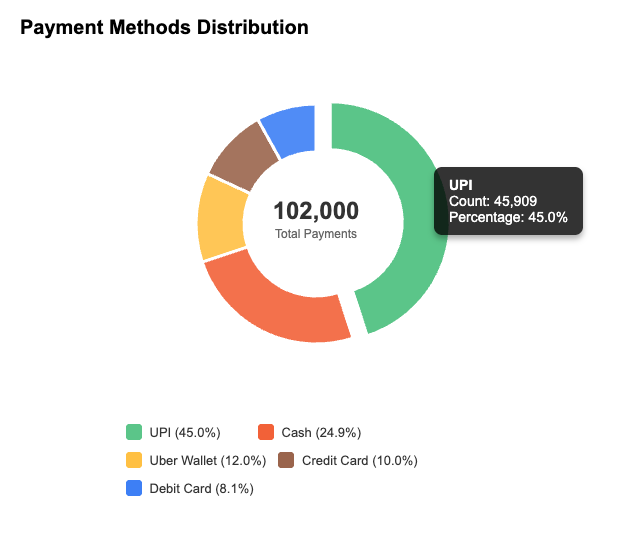 Payment Methods Distribution
UPI
Count: 45,909
Percentage: 45.0%
102,000
Total Payments
UPI (45.0%)
Cash (24.9%)
Uber Wallet (12.0%)
Credit Card (10.0%)
Debit Card (8.1%)